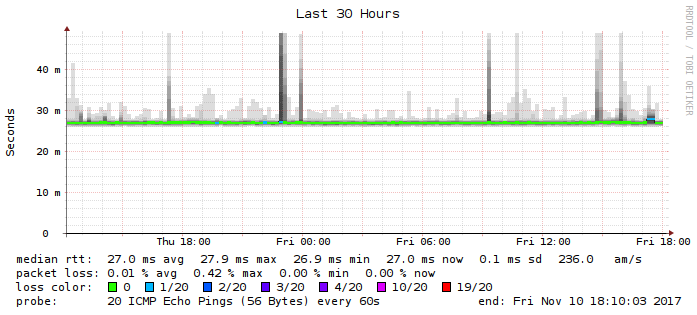 Last 30 Hours
RRDTOOL / TOBI OETIKER
Seconds
40 m
30 m
20 m
10 m
0
Thu 18:00 Fri 00:00 Fri 06:00 Fri 12:00 Fri 18:00
median rtt: 27.0 ms avg 27.9 ms max 26.9 ms min 27.0 ms now 0.1 ms sd 236.0 am/s
packet loss: 0.01 % avg 0.42 % max 0.00 % min 0.00 % now
loss color: 0 1/20 2/20 3/20 4/20 10/20 19/20
probe: 20 ICMP Echo Pings (56 Bytes) every 60s end: Fri Nov 10 18:10:03 2017